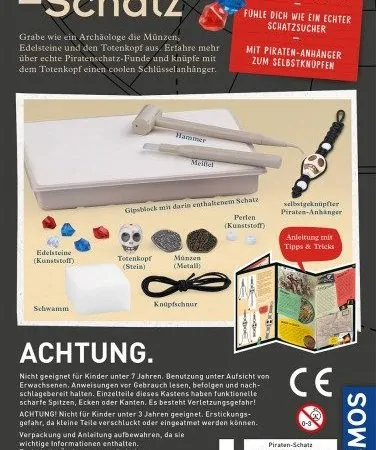 –Schatz
Grabe wie ein Archäologe die Münzen,
Edelsteine und den Totenkopf aus. Erfahre mehr
über echte Piratenschatz-Funde und knüpfe mit
dem Totenkopf einen coolen Schlüsselanhänger.
FÜHLE DICH WIE EIN ECHTER
SCHATZSUCHER
MIT PIRATEN-ANHÄNGER
ZUM SELBSTKNÜPFEN
Hammer
Meißel
Gipsblock mit darin enthaltenem Schatz
selbstgeknüpfter
Piraten-Anhänger
Perlen
(Kunststoff)
Edelsteine
(Kunststoff)
Totenkopf
(Stein)
Münzen
(Metall)
Anleitung mit
Tipps & Tricks
Schwamm
Knüpfschnur
ACHTUNG.
Nicht geeignet für Kinder unter 7 Jahren. Benutzung unter Aufsicht von
Erwachsenen. Anweisungen vor Gebrauch lesen, befolgen und nach-
schlagebereit halten. Einzelteile dieses Kastens haben funktionelle
scharfe Spitzen, Ecken oder Kanten. Es besteht Verletzungsgefahr!
ACHTUNG! Nicht für Kinder unter 3 Jahren geeignet. Erstickungs-
gefahr, da kleine Teile verschluckt oder eingeatmet werden können.
Verpackung und Anleitung aufbewahren, da sie
wichtige Informationen enthalten.
CE
0-3
MOS
Piraten-Schatz